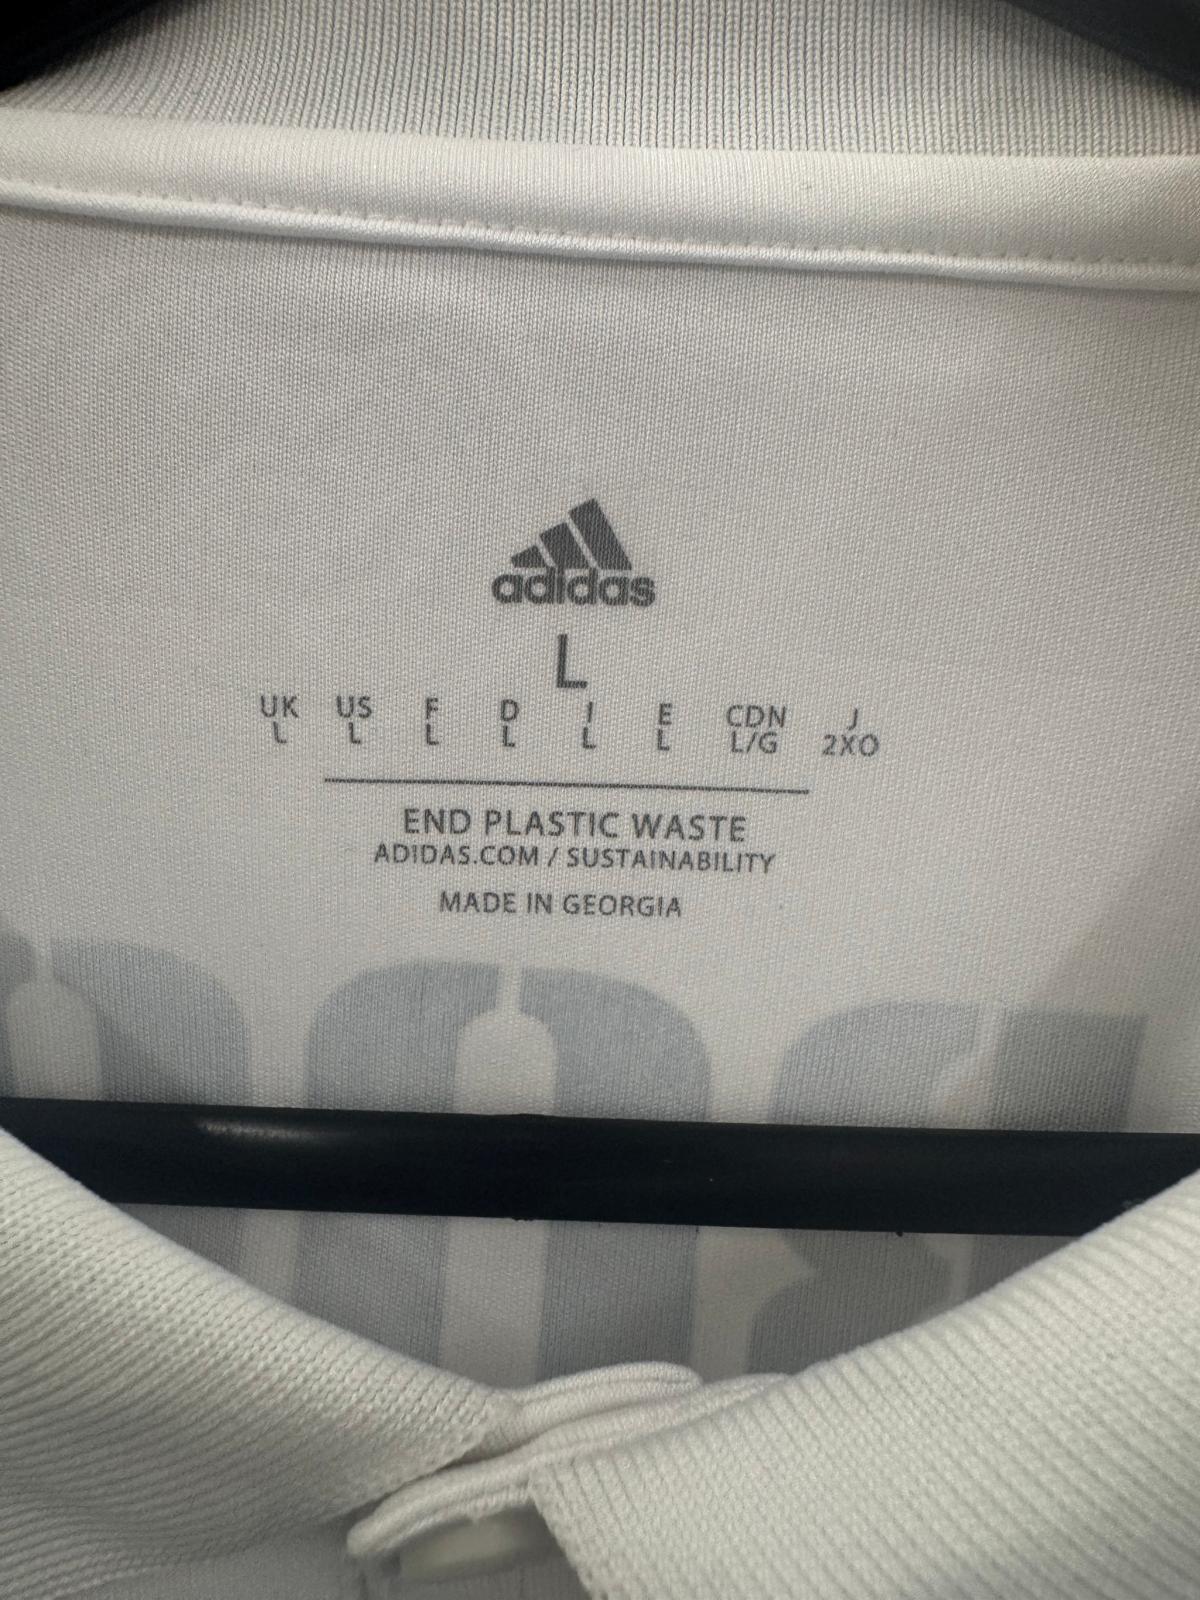 adidas
L
UK US F D I E CDN J
L L L L L L L/G 2XO
END PLASTIC WASTE
ADIDAS.COM / SUSTAINABILITY
MADE IN GEORGIA